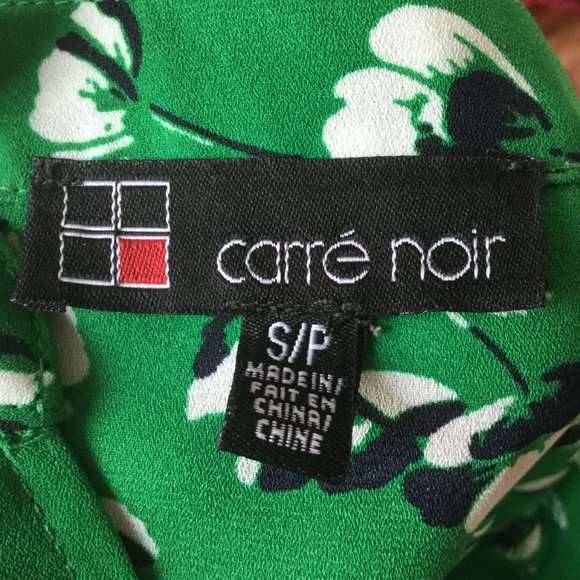 carré noir
S/P
MADE IN/
FAIT EN
CHINA/
CHINE